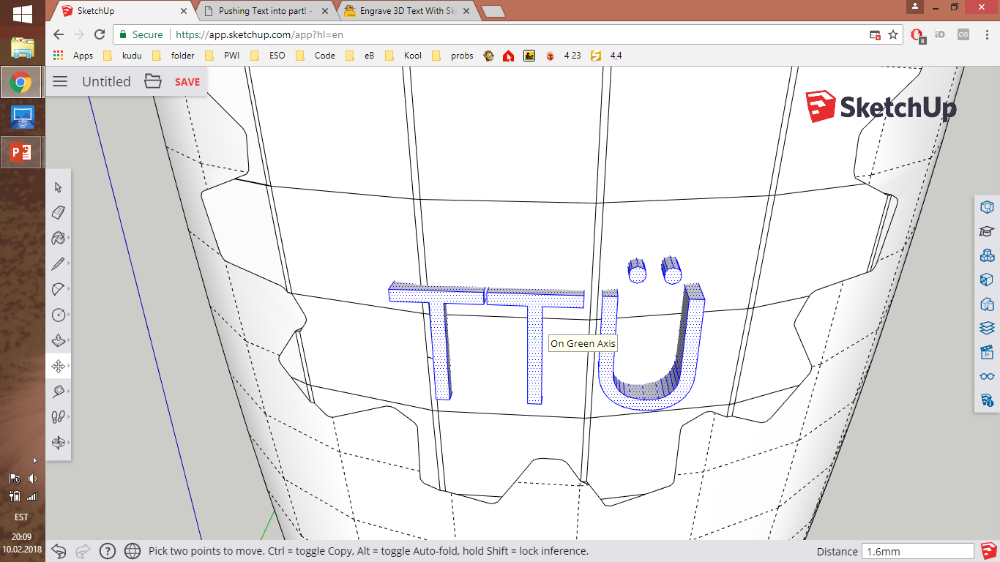 SketchUp
Pushing Text into part! -
Engrave 3D Text With Sk
Secure https://app.sketchup.com/app?hl=en
8
Apps kudu folder PWI ESO Code eB Kool probs 4 23 4,4
Untitled SAVE
SketchUp
TTÜ
On Green Axis
EST
20:09
10.02.2018
Pick two points to move. Ctrl = toggle Copy, Alt = toggle Auto-fold, hold Shift = lock inference.
Distance 1.6mm